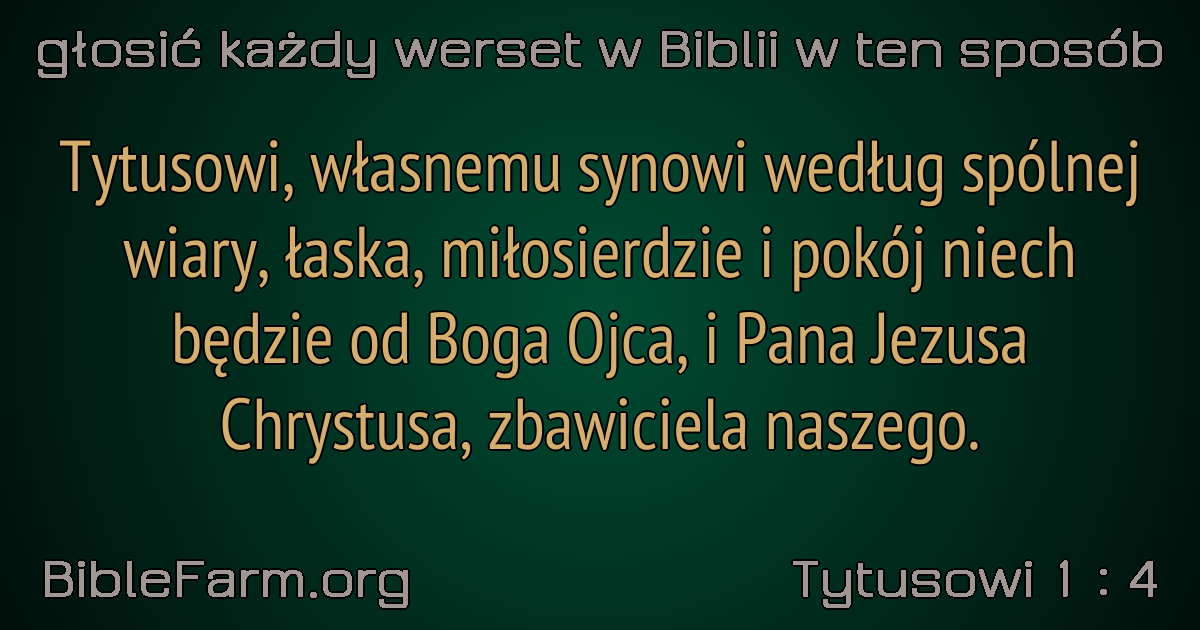 głosić każdy werset w Biblii w ten sposób
Tytusowi, własnemu synowi według spólnej
wiary, łaska, miłosierdzie i pokój niech
będzie od Boga Ojca, i Pana Jezusa
Chrystusa, zbawiciela naszego.
BibleFarm.org
Tytusowi 1 : 4